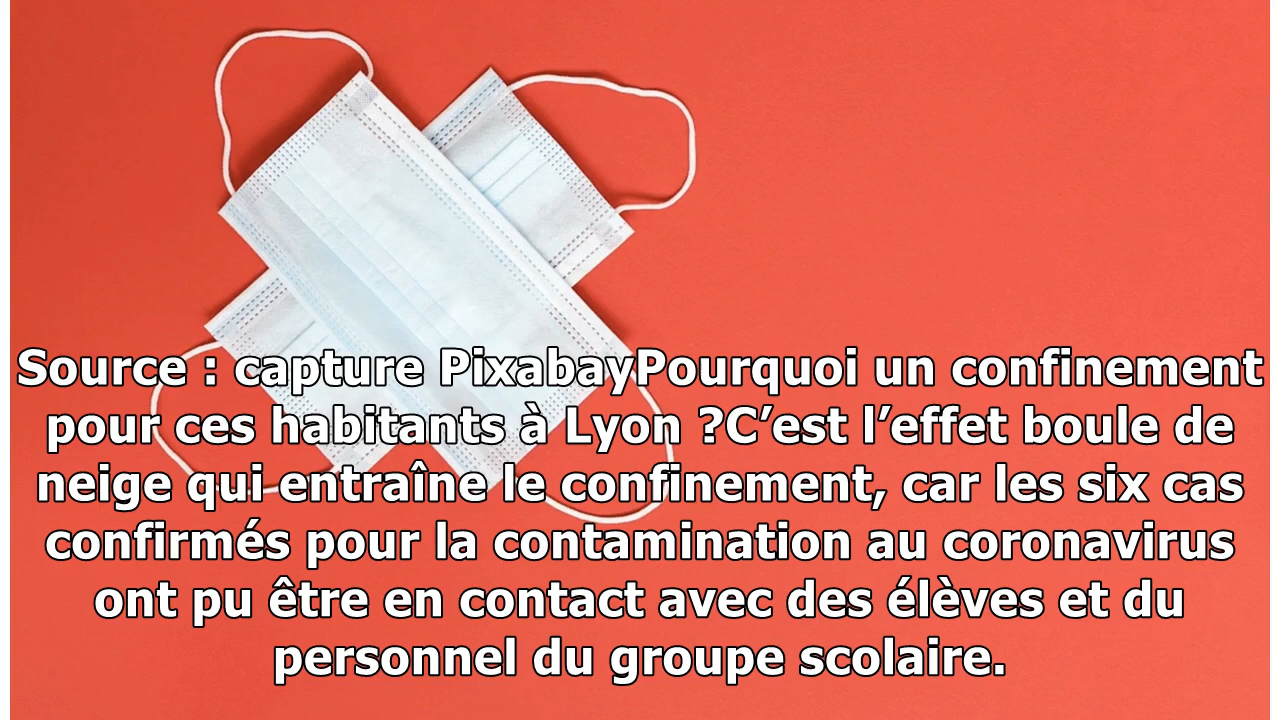 Source : capture PixabayPourquoi un confinement
pour ces habitants à Lyon ?C’est l’effet boule de
neige qui entraîne le confinement, car les six cas
confirmés pour la contamination au coronavirus
ont pu être en contact avec des élèves et du
personnel du groupe scolaire.